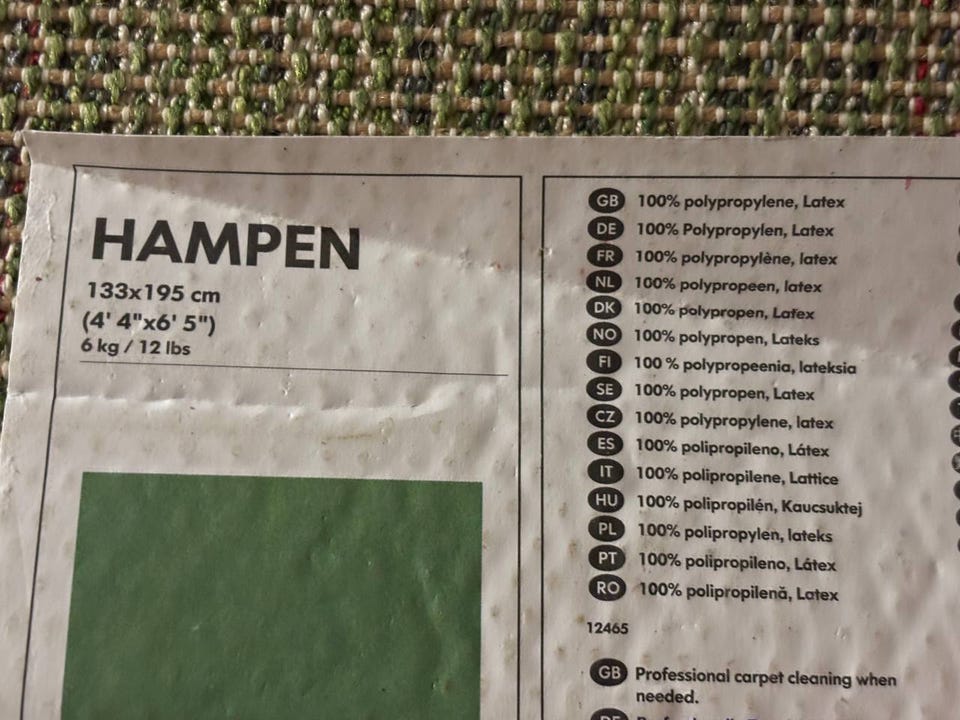 HAMPEN
133x195 cm
(4' 4"x6' 5")
6 kg / 12 lbs
GB 100% polypropylene, Latex
DE 100% Polypropylen, Latex
FR 100% polypropylène, latex
NL 100% polypropeen, latex
DK 100% polypropen, Latex
NO 100% polypropen, Lateks
FI 100 % polypropeenia, lateksia
SE 100% polypropen, Latex
CZ 100% polypropylene, latex
ES 100% polipropileno, Látex
IT 100% polipropilene, Lattice
HU 100% polipropilén, Kaucsuktej
PL 100% polipropylen, lateks
PT 100% polipropileno, Látex
RO 100% polipropilenă, Latex
12465
GB Professional carpet cleaning when
needed.